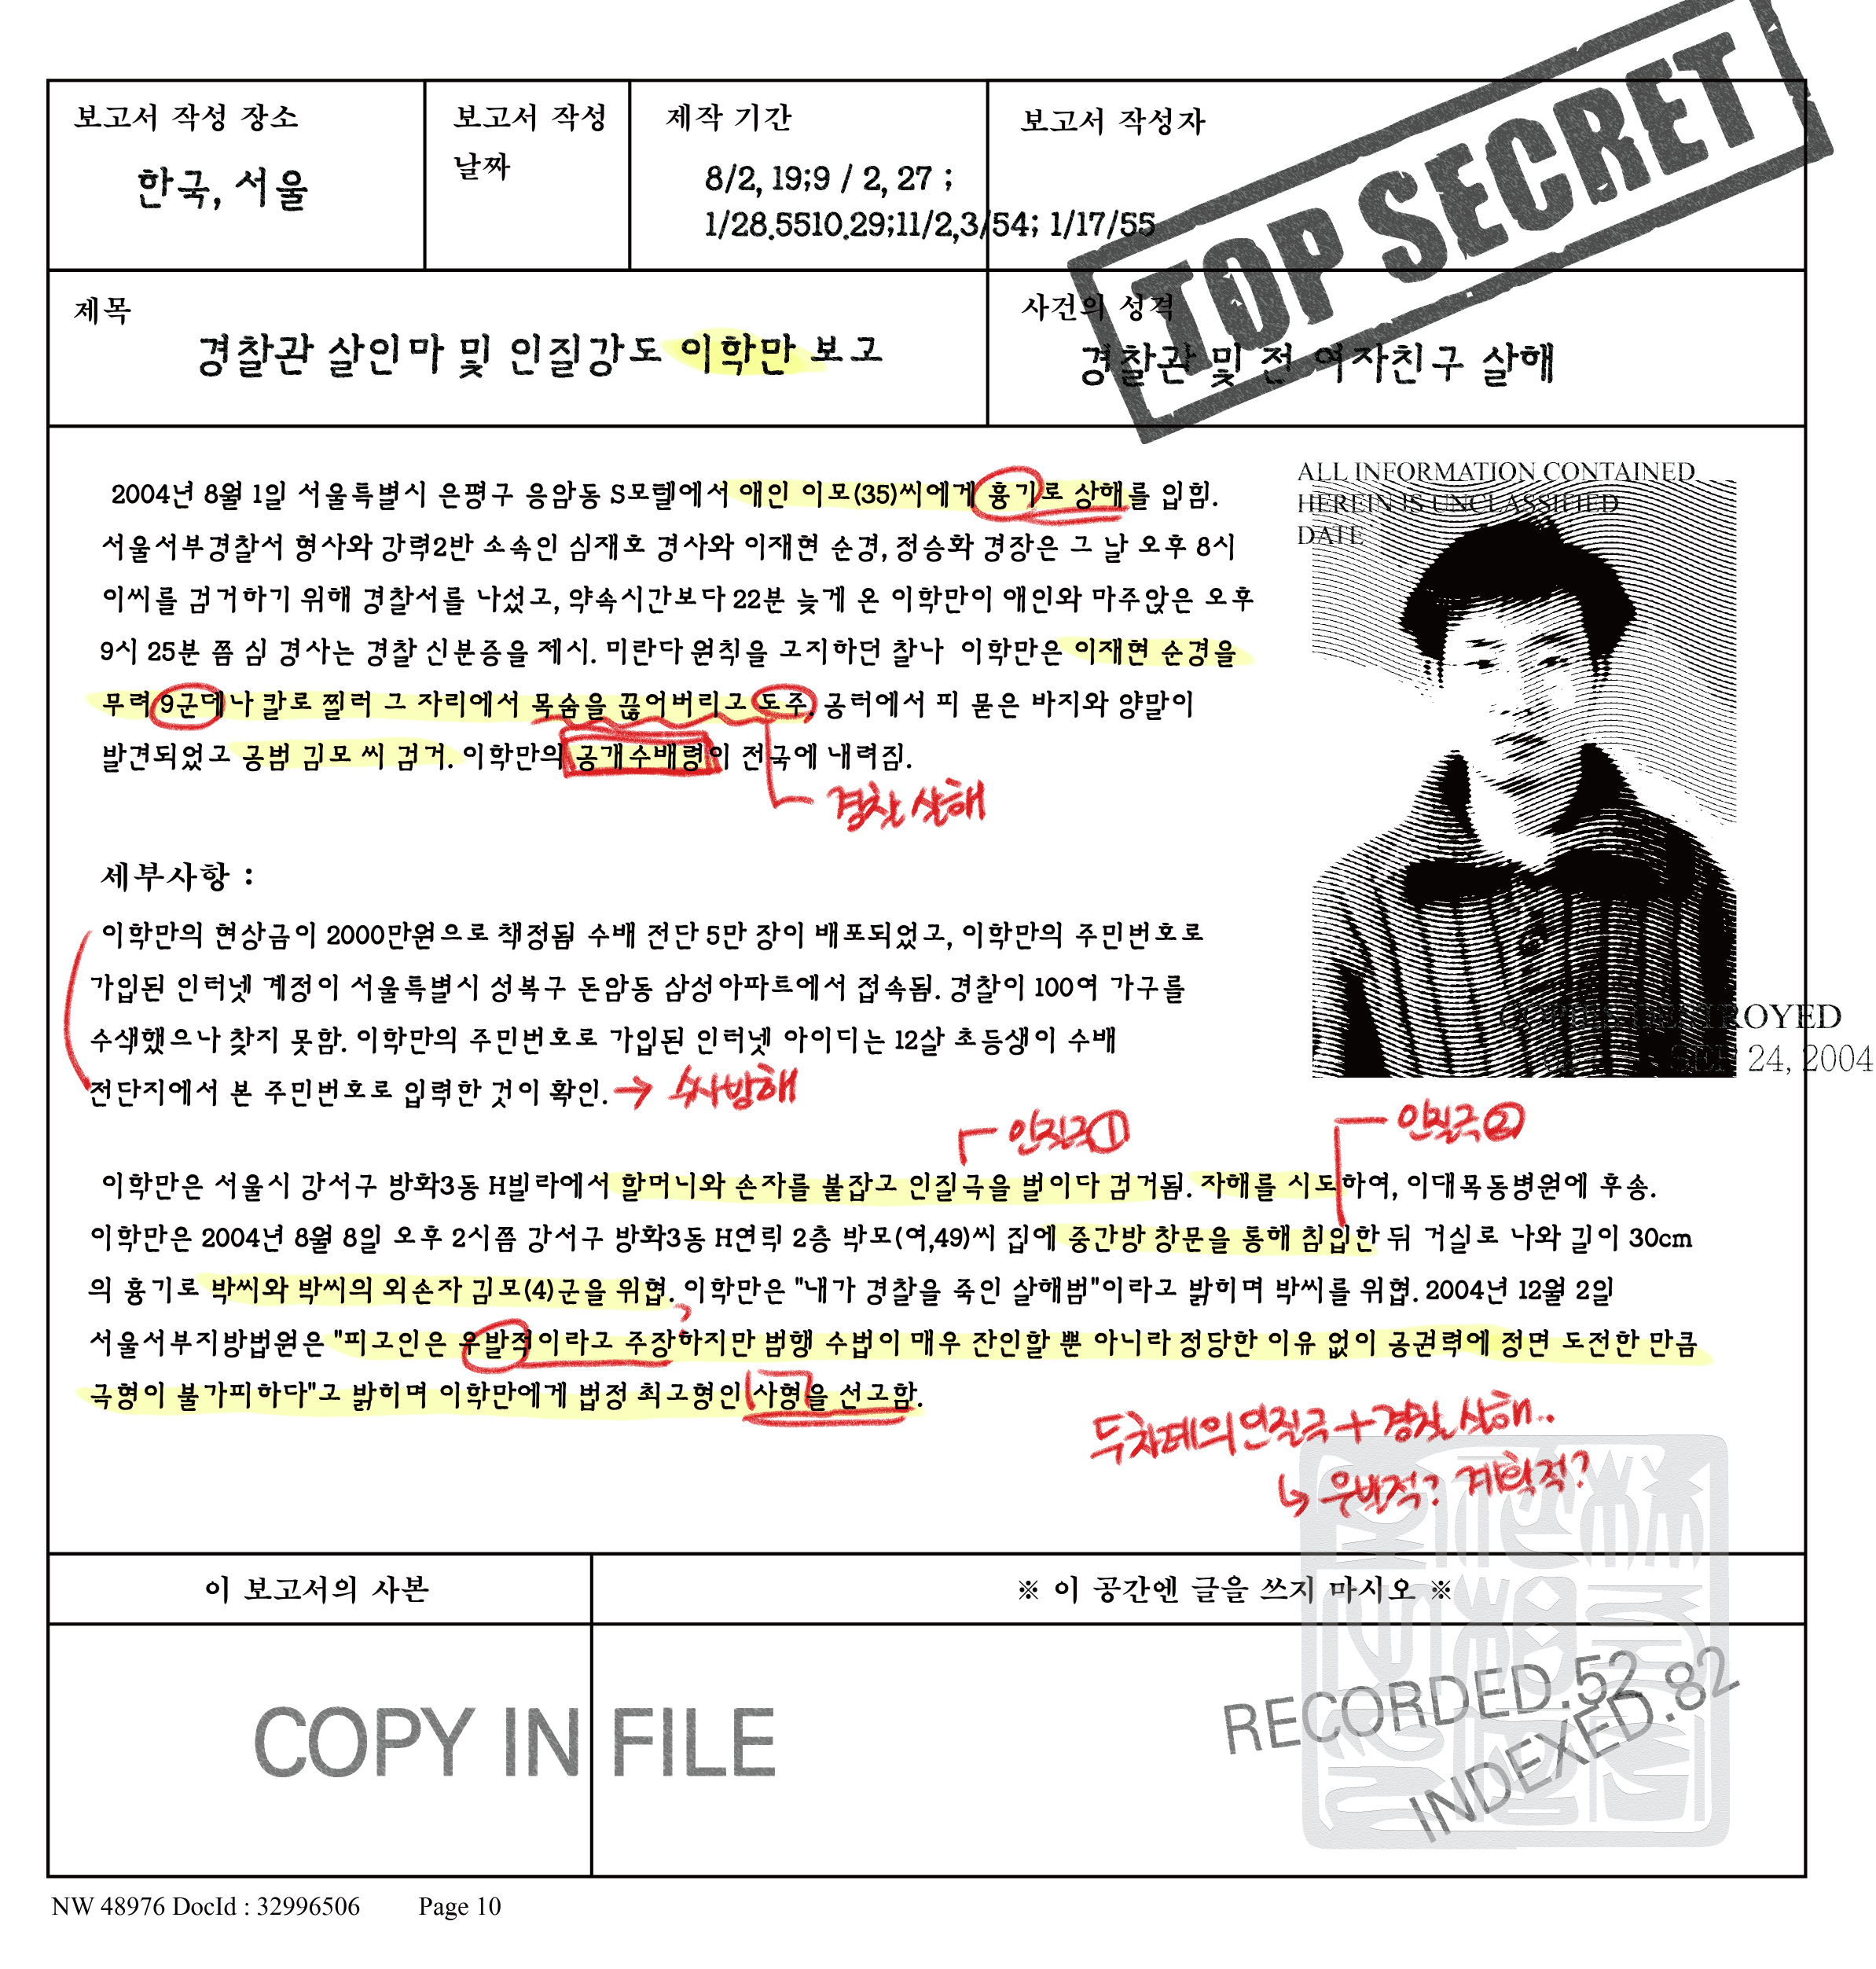 TOP SECRET
보고서 작성 장소
한국, 서울
보고서 작성
날짜
제작 기간
8/2, 19;9 / 2, 27 ;
1/28.5510.29;11/2,3/54; 1/17/55
보고서 작성자
제목
경찰관 살인마 및 인질강도 이학만 보고
사건의 성격
경찰관 및 전 여자친구 살해
2004년 8월 1일 서울특별시 은평구 응암동 S모텔에서 애인 이모(35)씨에게 흉기로 상해를 입힘.
서울서부경찰서 형사와 강력2반 소속인 심재호 경사와 이재현 순경, 정승화 경장은 그 날 오후 8시
이씨를 검거하기 위해 경찰서를 나섰고, 약속시간보다 22분 늦게 온 이학만이 애인와 마주앉은 오후
9시 25분 쯤 심 경사는 경찰 신분증을 제시. 미란다 원칙을 고지하던 찰나 이학만은 이재현 순경을
무려 9군데나 칼로 찔러 그 자리에서 목숨을 끊어버리고 도주. 공터에서 피 묻은 바지와 양말이
발견되었고 공범 김모 씨 검거. 이학만의 공개수배령이 전국에 내려짐.
경찰 살해
ALL INFORMATION CONTAINED
HEREIN IS UNCLASSIFIED
DATE
세부사항 :
이학만의 현상금이 2000만원으로 책정됨 수배 전단 5만 장이 배포되었고, 이학만의 주민번호로
가입된 인터넷 계정이 서울특별시 성북구 돈암동 삼성아파트에서 접속됨. 경찰이 100여 가구를
수색했으나 찾지 못함. 이학만의 주민번호로 가입된 인터넷 아이디는 12살 초등생이 수배
전단지에서 본 주민번호로 입력한 것이 확인. → 수사방해
24, 2004
인질극①
인질극②
이학만은 서울시 강서구 방화3동 H빌라에서 할머니와 손자를 붙잡고 인질극을 벌이다 검거됨. 자해를 시도하여, 이대목동병원에 후송.
이학만은 2004년 8월 8일 오후 2시쯤 강서구 방화3동 H연립 2층 박모(여,49)씨 집에 중간방 창문을 통해 침입한 뒤 거실로 나와 길이 30cm
의 흉기로 박씨와 박씨의 외손자 김모(4)군을 위협. 이학만은 "내가 경찰을 죽인 살해범"이라고 밝히며 박씨를 위협. 2004년 12월 2일
?
서울서부지방법원은 "피고인은 우발적이라고 주장하지만 범행 수법이 매우 잔인할 뿐 아니라 정당한 이유 없이 공권력에 정면 도전한 만큼
극형이 불가피하다"고 밝히며 이학만에게 법정 최고형인 사형을 선고함.
두차례의 인질극 + 경찰 살해..
↳ 우발적? 계획적?
이 보고서의 사본
※ 이 공간엔 글을 쓰지 마시오 ※
COPY IN FILE
RECORDED.52
INDEXED.82
NW 48976 DocId : 32996506 Page 10